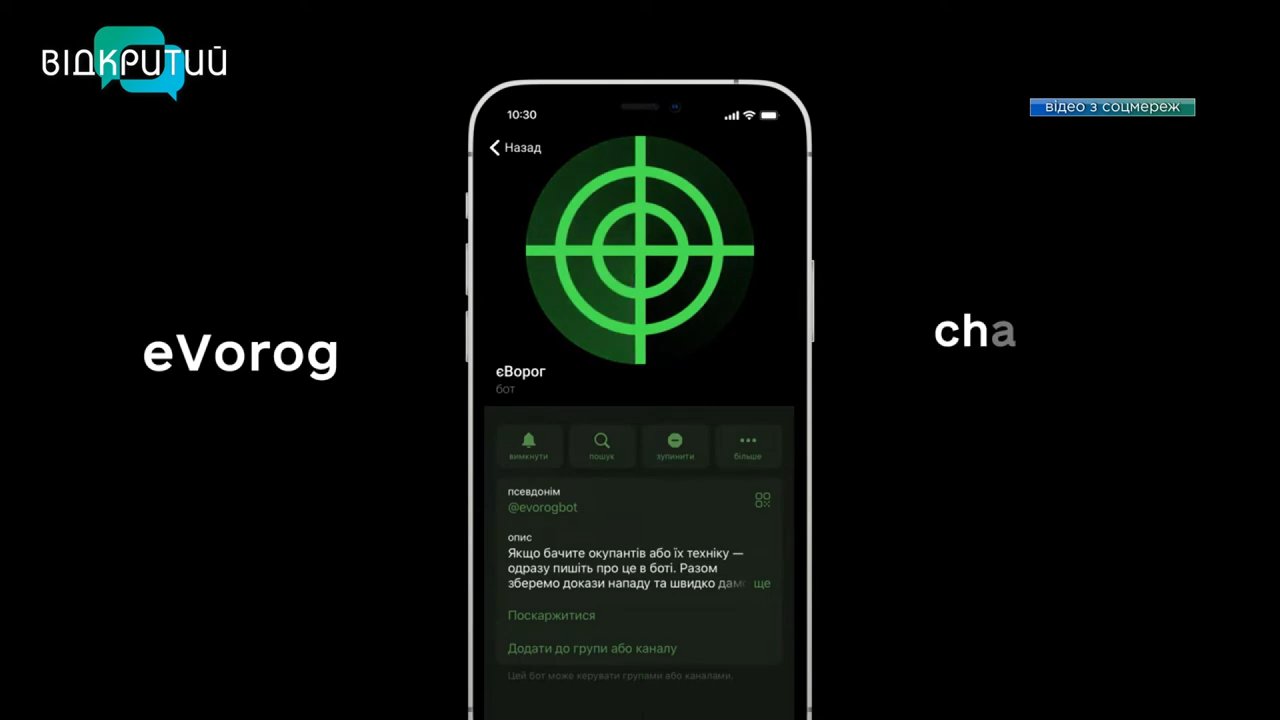 ВІДКРИТИЙ
відео з соцмереж
10:30
Назад
eVorog
cha
єВорог
бот
вимкнути
пошук
зупинити
більше
псевдонім
@evorogbot
опис
Якщо бачите окупантів або їх техніку —
одразу пишіть про це в боті. Разом
зберемо докази нападу та швидко дамо ще
Поскаржитися
Додати до групи або каналу
Цей бот може керувати групами або каналами.